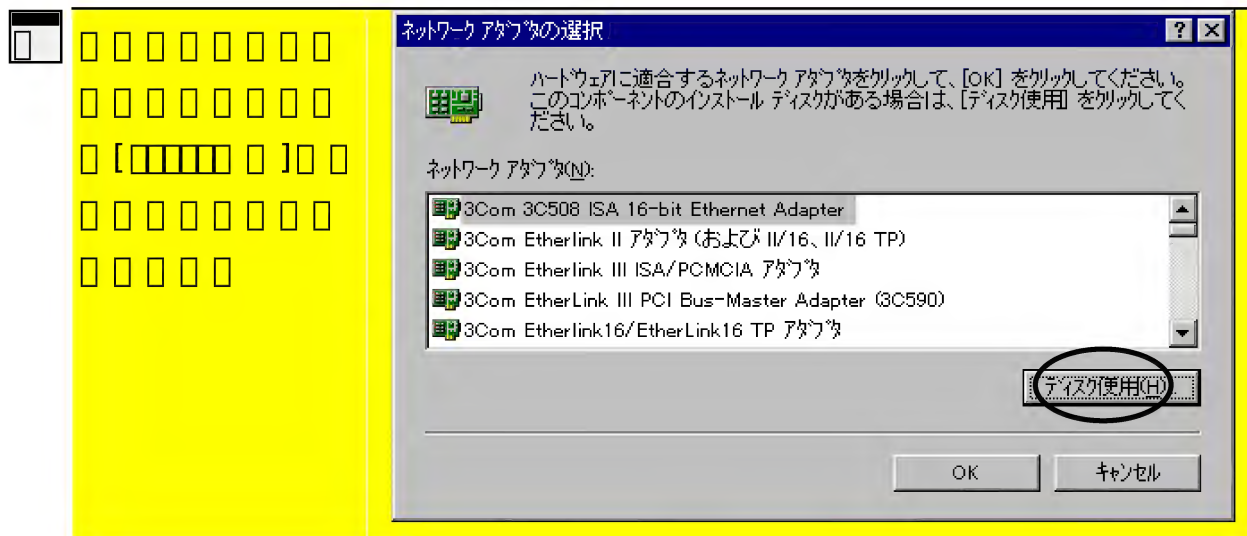 ネットワーク アダプタの選択
ハードウェアに適合するネットワーク アダプタをクリックして、[OK] をクリックしてください。
このコンポーネントのインストール ディスクがある場合は、[ディスク使用] をクリックしてく
ださい。
ネットワーク アダプタ(N):
3Com 3C508 ISA 16-bit Ethernet Adapter
3Com Etherlink II アダプタ (および II/16、II/16 TP)
3Com Etherlink III ISA/PCMCIA アダプタ
3Com EtherLink III PCI Bus-Master Adapter (3C590)
3Com Etherlink16/EtherLink16 TP アダプタ
ディスク使用(H)...
OK
キャンセル